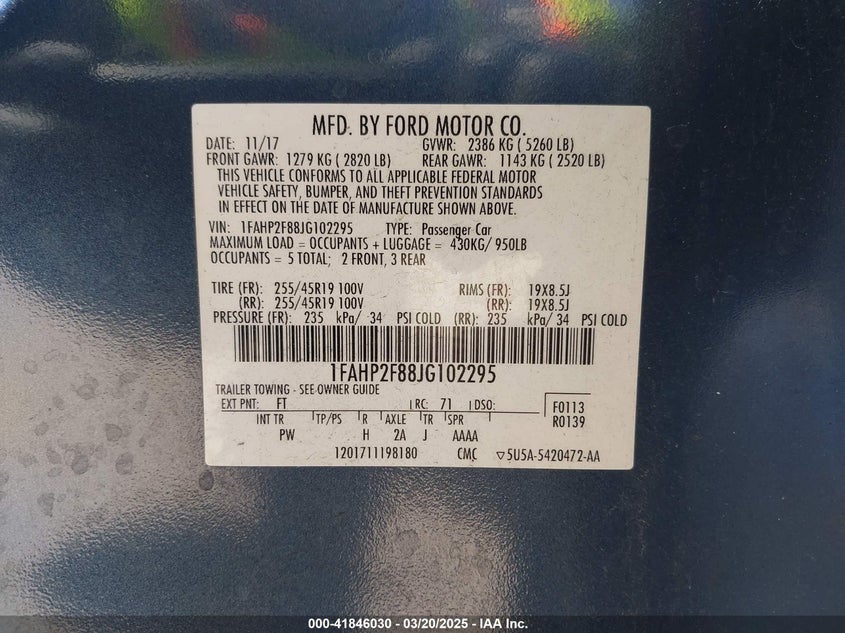 MFD. BY FORD MOTOR CO.
DATE: 11/17 GVWR: 2386 KG ( 5260 LB)
FRONT GAWR: 1279 KG ( 2820 LB) REAR GAWR: 1143 KG ( 2520 LB)
THIS VEHICLE CONFORMS TO ALL APPLICABLE FEDERAL MOTOR
VEHICLE SAFETY, BUMPER, AND THEFT PREVENTION STANDARDS
IN EFFECT ON THE DATE OF MANUFACTURE SHOWN ABOVE.
VIN: 1FAHP2F88JG102295 TYPE: Passenger Car
MAXIMUM LOAD = OCCUPANTS + LUGGAGE = 430KG/ 950LB
OCCUPANTS = 5 TOTAL; 2 FRONT, 3 REAR
TIRE (FR): 255/45R19 100V RIMS (FR): 19X8.5J
(RR): 255/45R19 100V (RR): 19X8.5J
PRESSURE (FR): 235 kPa/ 34 PSI COLD (RR): 235 kPa/ 34 PSI COLD
1FAHP2F88JG102295
TRAILER TOWING - SEE OWNER GUIDE
EXT PNT: FT RC: 71 DSO: F0113
INT TR TP/PS R AXLE TR SPR R0139
PW H 2A J AAAA
1201711198180 CMC ▽5U5A-5420472-AA
000-41846030 - 03/20/2025 - IAA Inc.